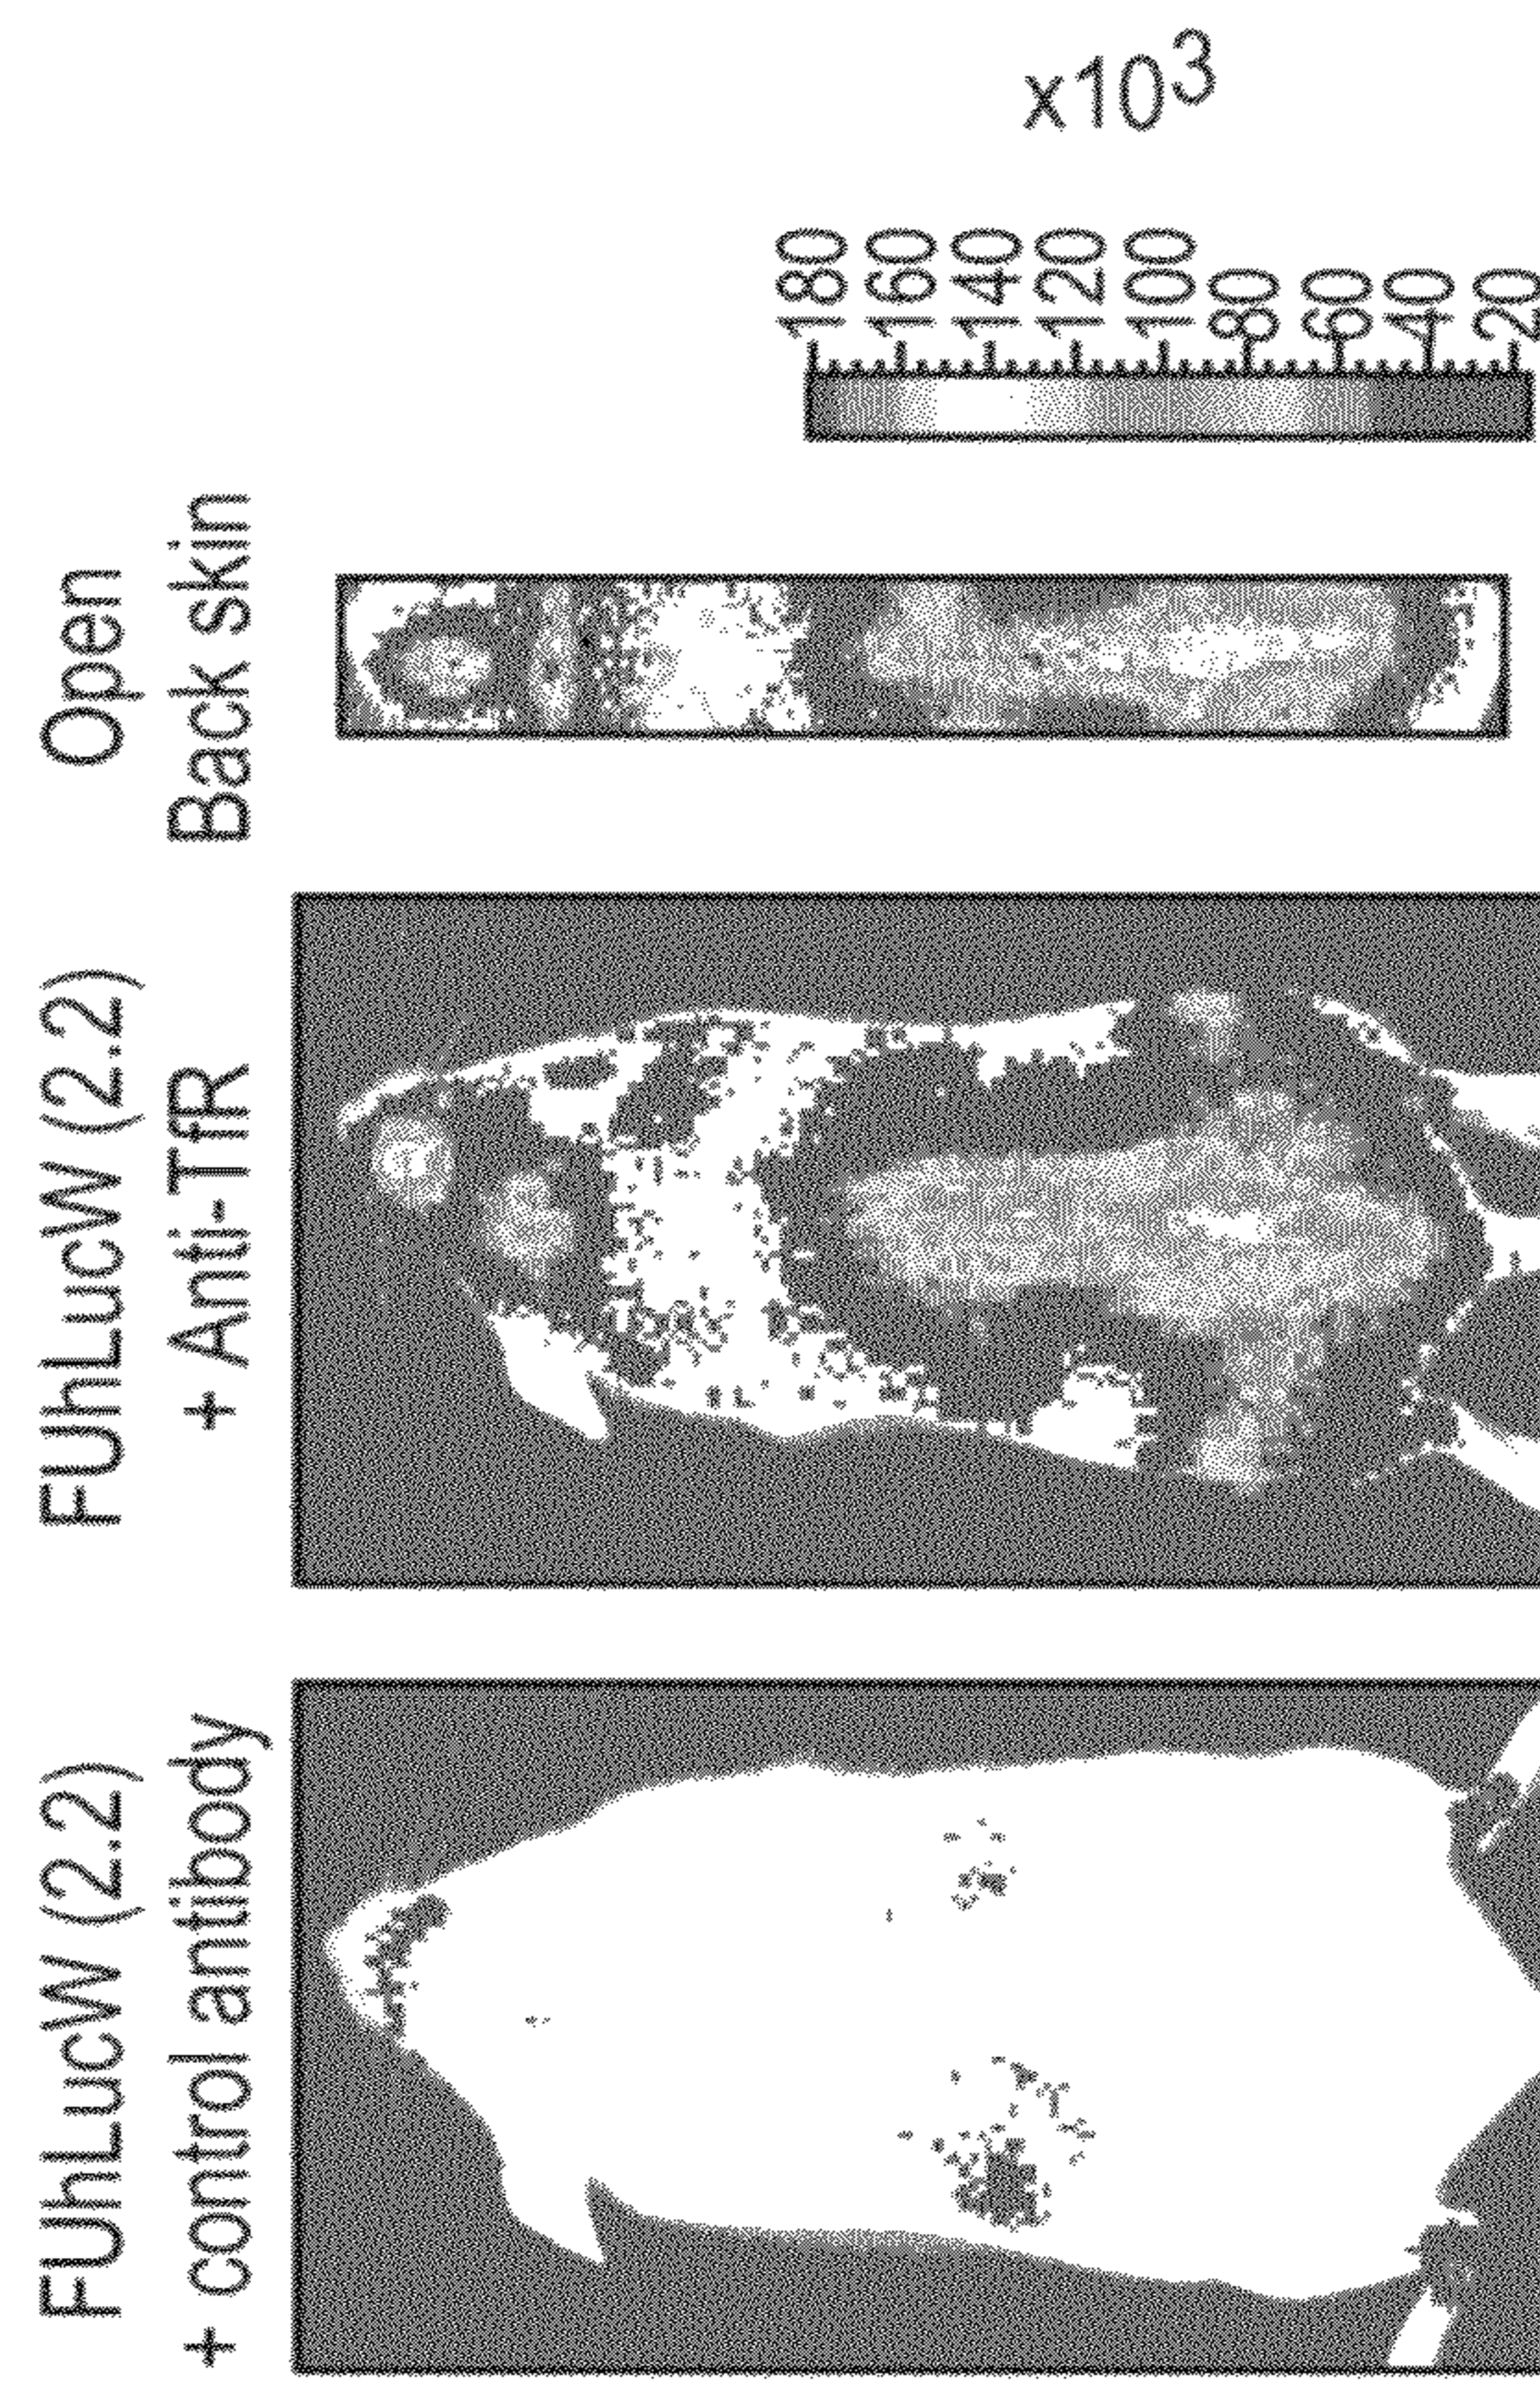 FUhLucW (2.2)
+ control antibody
FUhLucW (2.2)
+ Anti-TfR
Open
Back skin
x10³
180
160
140
120
100
80
60
40
20